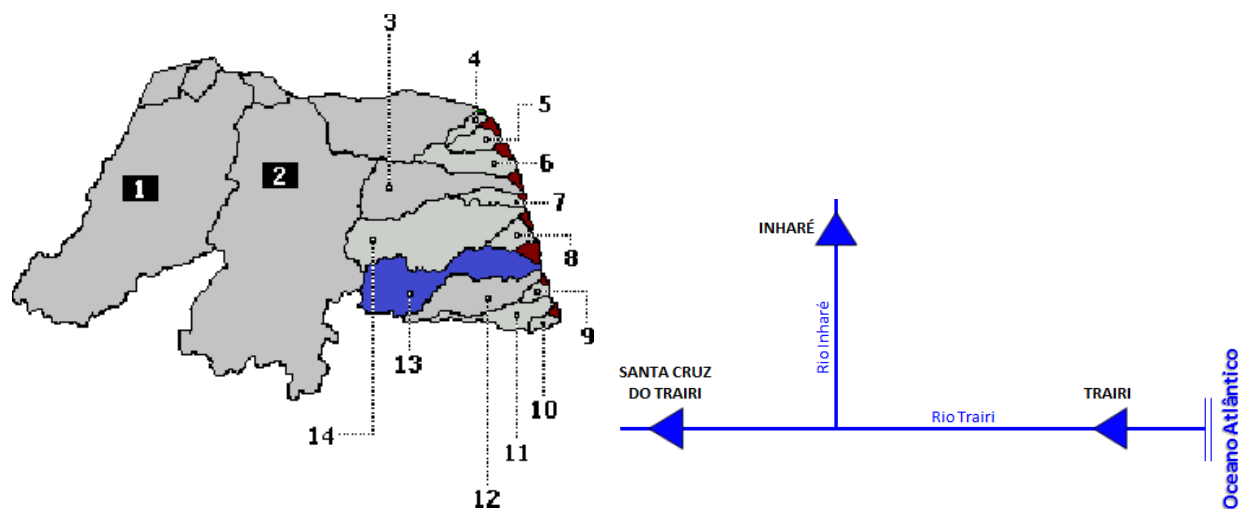 3
4
5
6
7
8
9
10
11
12
13
14
1
2
INHARÉ
Rio Inharé
SANTA CRUZ
DO TRAIRI
TRAIRI
Rio Trairi
Oceano Atlântico